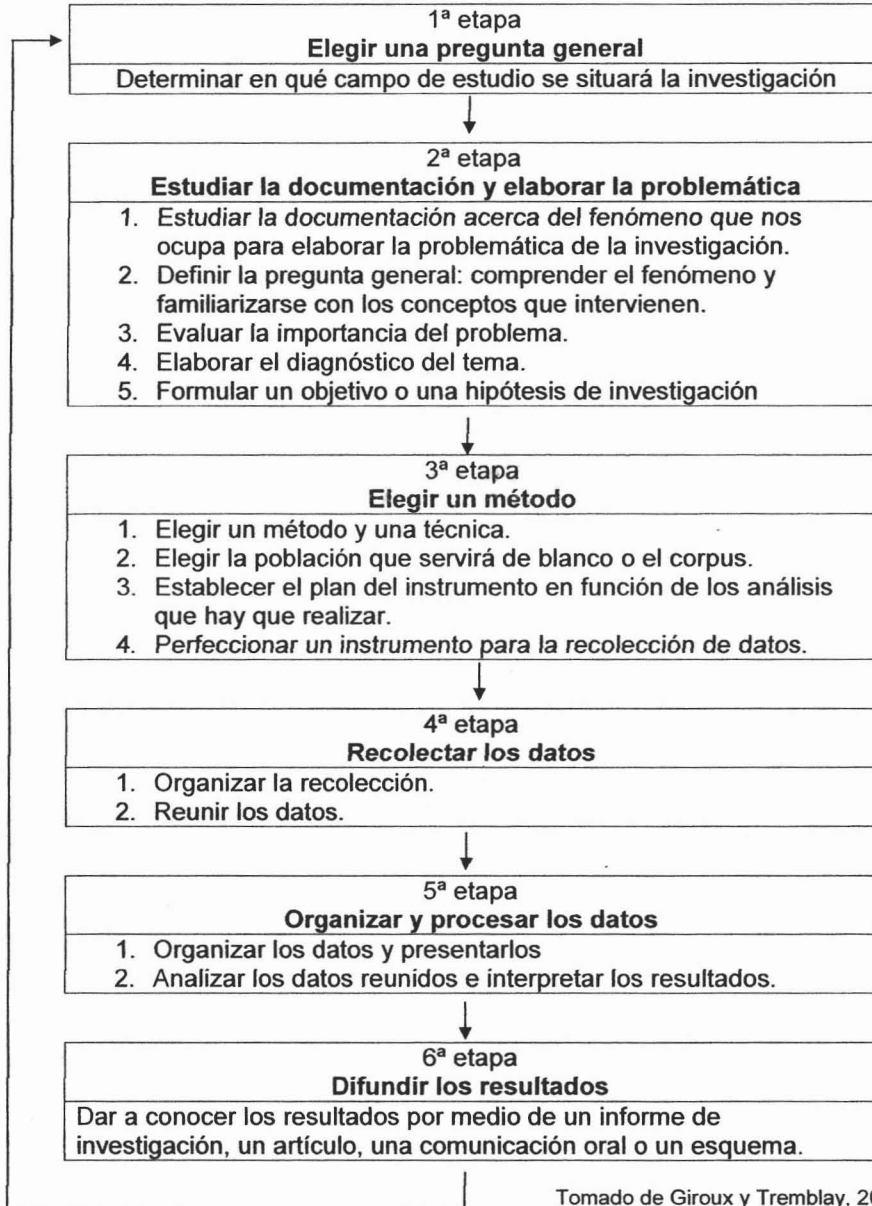 1ª etapa
Elegir una pregunta general
Determinar en qué campo de estudio se situará la investigación
2ª etapa
Estudiar la documentación y elaborar la problemática
1. Estudiar la documentación acerca del fenómeno que nos
ocupa para elaborar la problemática de la investigación.
2. Definir la pregunta general: comprender el fenómeno y
familiarizarse con los conceptos que intervienen.
3. Evaluar la importancia del problema.
4. Elaborar el diagnóstico del tema.
5. Formular un objetivo o una hipótesis de investigación
3ª etapa
Elegir un método
1. Elegir un método y una técnica.
2. Elegir la población que servirá de blanco o el corpus.
3. Establecer el plan del instrumento en función de los análisis
que hay que realizar.
4. Perfeccionar un instrumento para la recolección de datos.
4ª etapa
Recolectar los datos
1. Organizar la recolección.
2. Reunir los datos.
5ª etapa
Organizar y procesar los datos
1. Organizar los datos y presentarlos
2. Analizar los datos reunidos e interpretar los resultados.
6ª etapa
Difundir los resultados
Dar a conocer los resultados por medio de un informe de
investigación, un artículo, una comunicación oral o un esquema.
Tomado de Giroux y Tremblay, 20